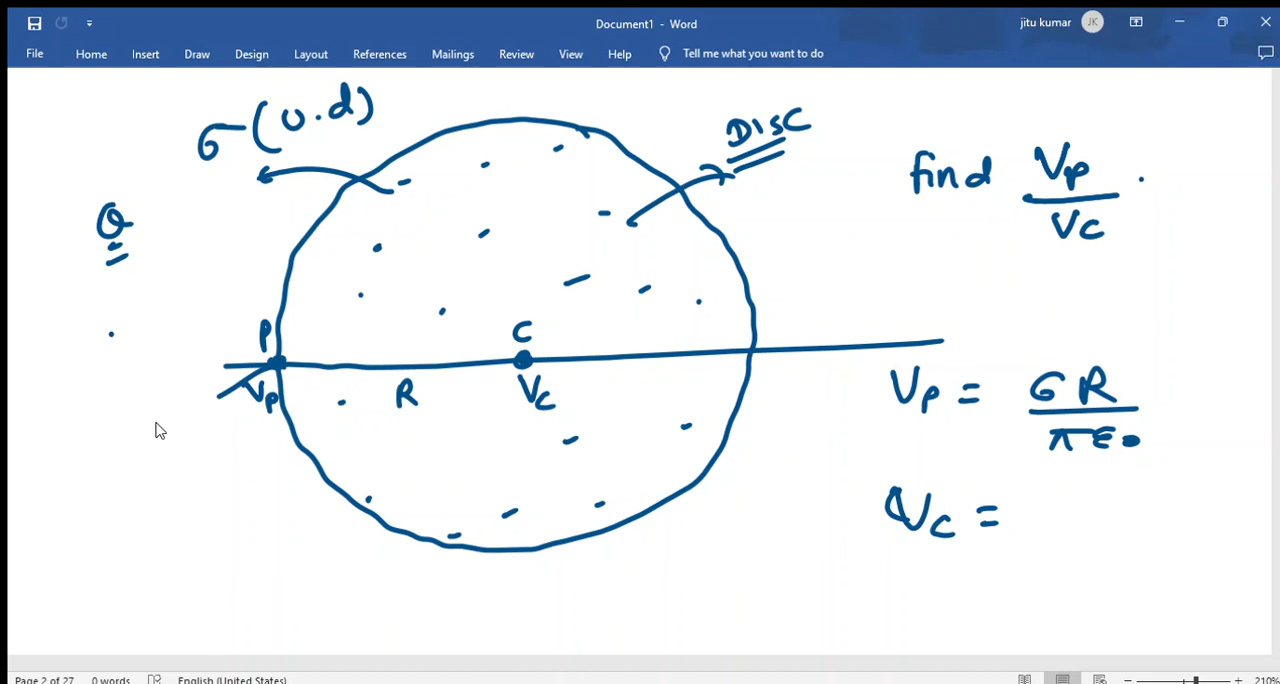 Document1 - Word
jitu kumar
JK
File Home Insert Draw Design Layout References Mailings Review View Help Tell me what you want to do
σ (U.d)
DISC
find Vp/Vc .
Q
P
C
Vp
R
Vc
Vp = σR/πε0
Vc =
Page 2 of 27 0 words English (United States) 210%